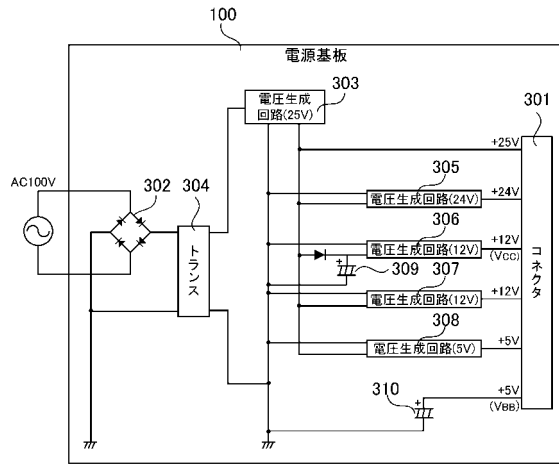 100
電源基板
301
303
電圧生成
回路(25V)
+25V
AC100V
302
304
305
+24V
電圧生成回路(24V)
306
電圧生成回路(12V)
+12V
(VCC)
トランス
コネクタ
+
309
307
電圧生成回路(12V)
+12V
308
電圧生成回路(5V)
+5V
310
+
+5V
(VBB)